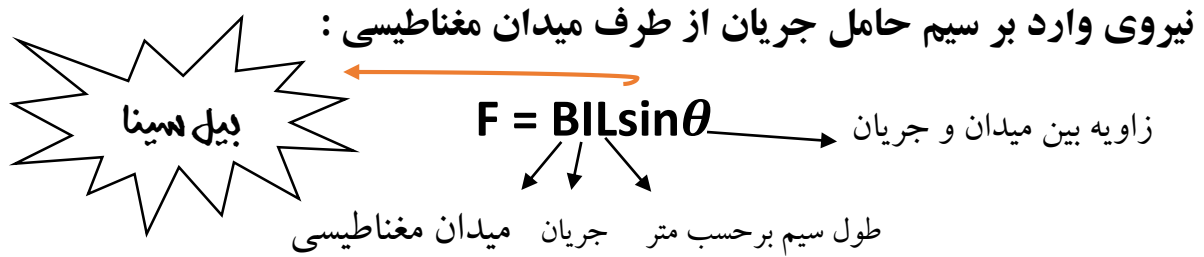 نیروی وارد بر سیم حامل جریان از طرف میدان مغناطیسی :
بیل سینا
F = BILsinθ
زاویه بین میدان و جریان
طول سیم برحسب متر
جریان
میدان مغناطیسی